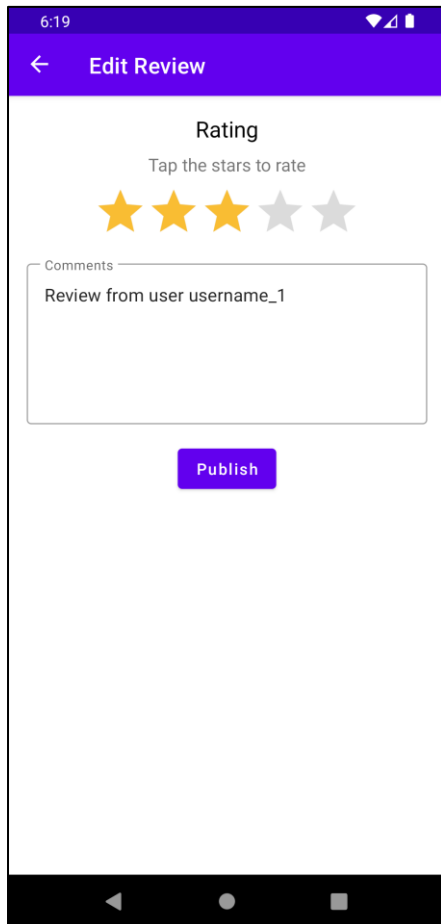 6:19
Edit Review
Rating
Tap the stars to rate
Comments
Review from user username_1
Publish